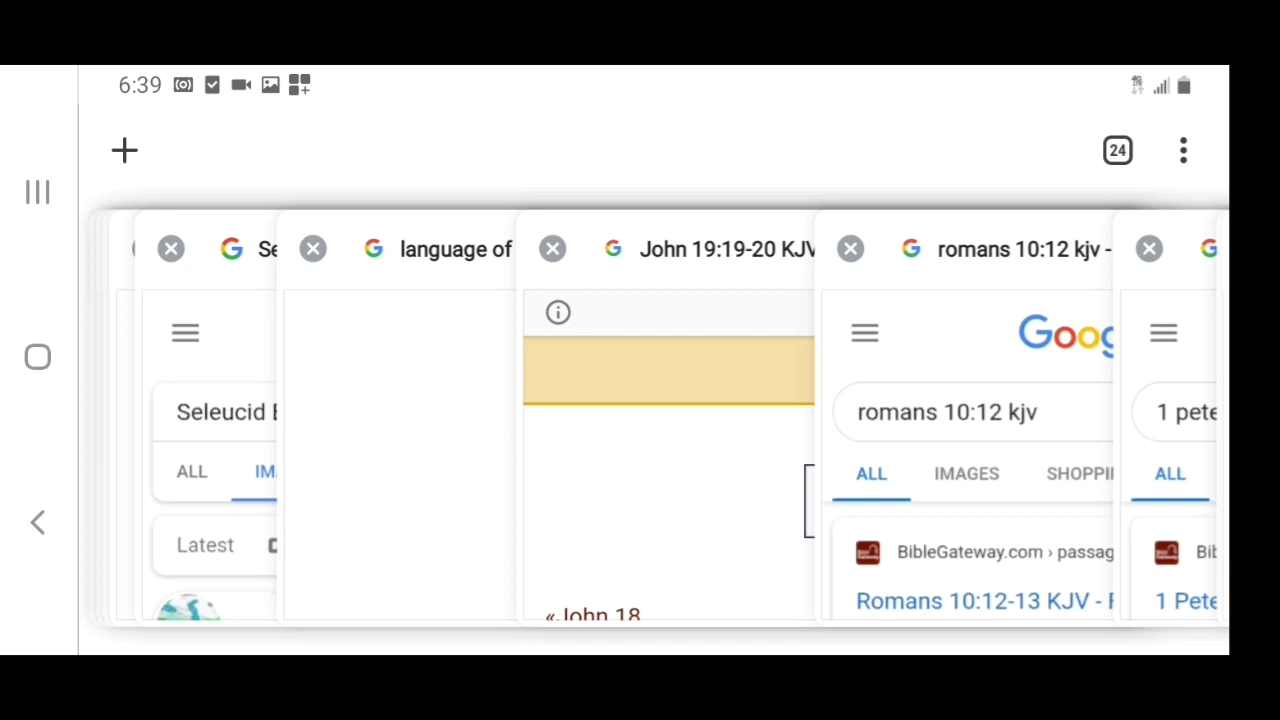 6:39
24
Se
language of
John 19:19-20 KJV
romans 10:12 kjv -
Seleucid
ALL
IM
Latest
«John 18
Goog
romans 10:12 kjv
ALL IMAGES SHOPPI
BibleGateway.com › passag
Romans 10:12-13 KJV -
1 pete
ALL
Bib
1 Pete